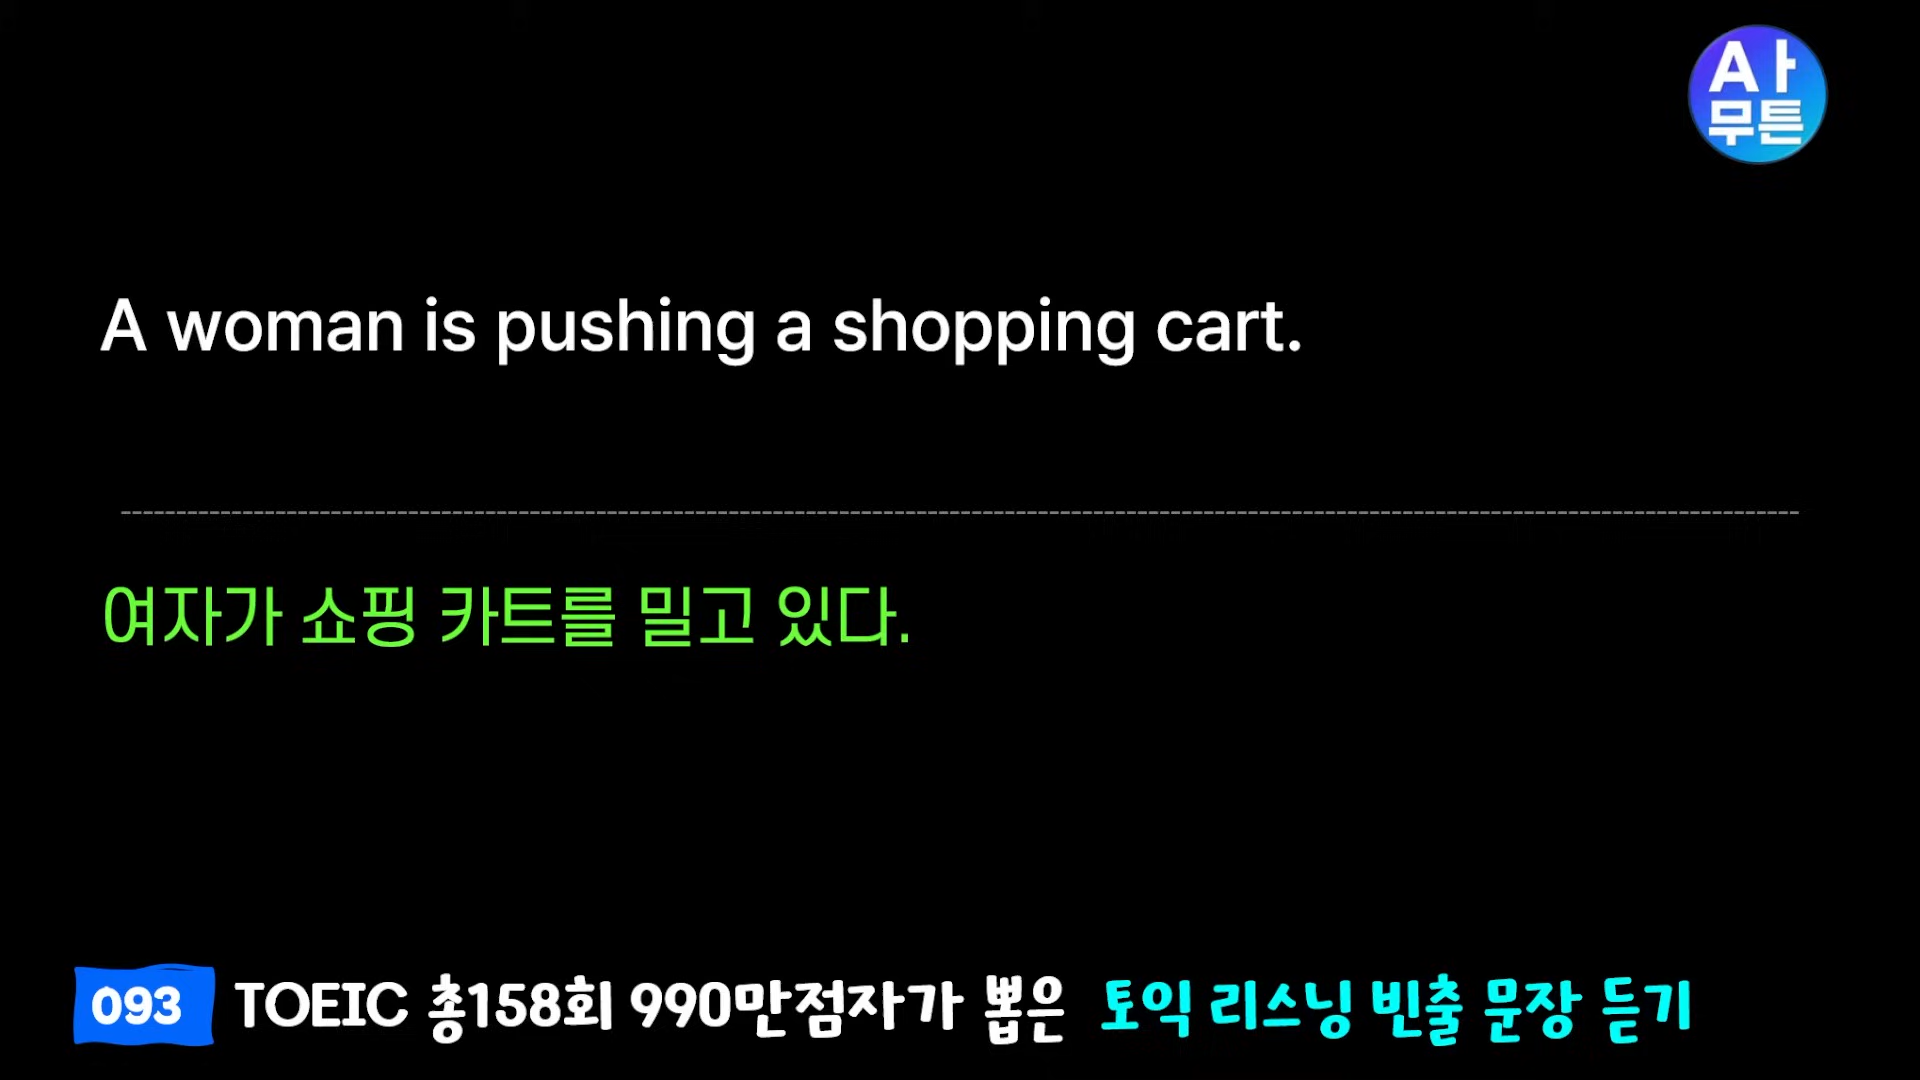 A 사
무튼
A woman is pushing a shopping cart.
여자가 쇼핑 카트를 밀고 있다.
093 TOEIC 총158회 990만점자가 뽑은 토익 리스닝 빈출 문장 듣기